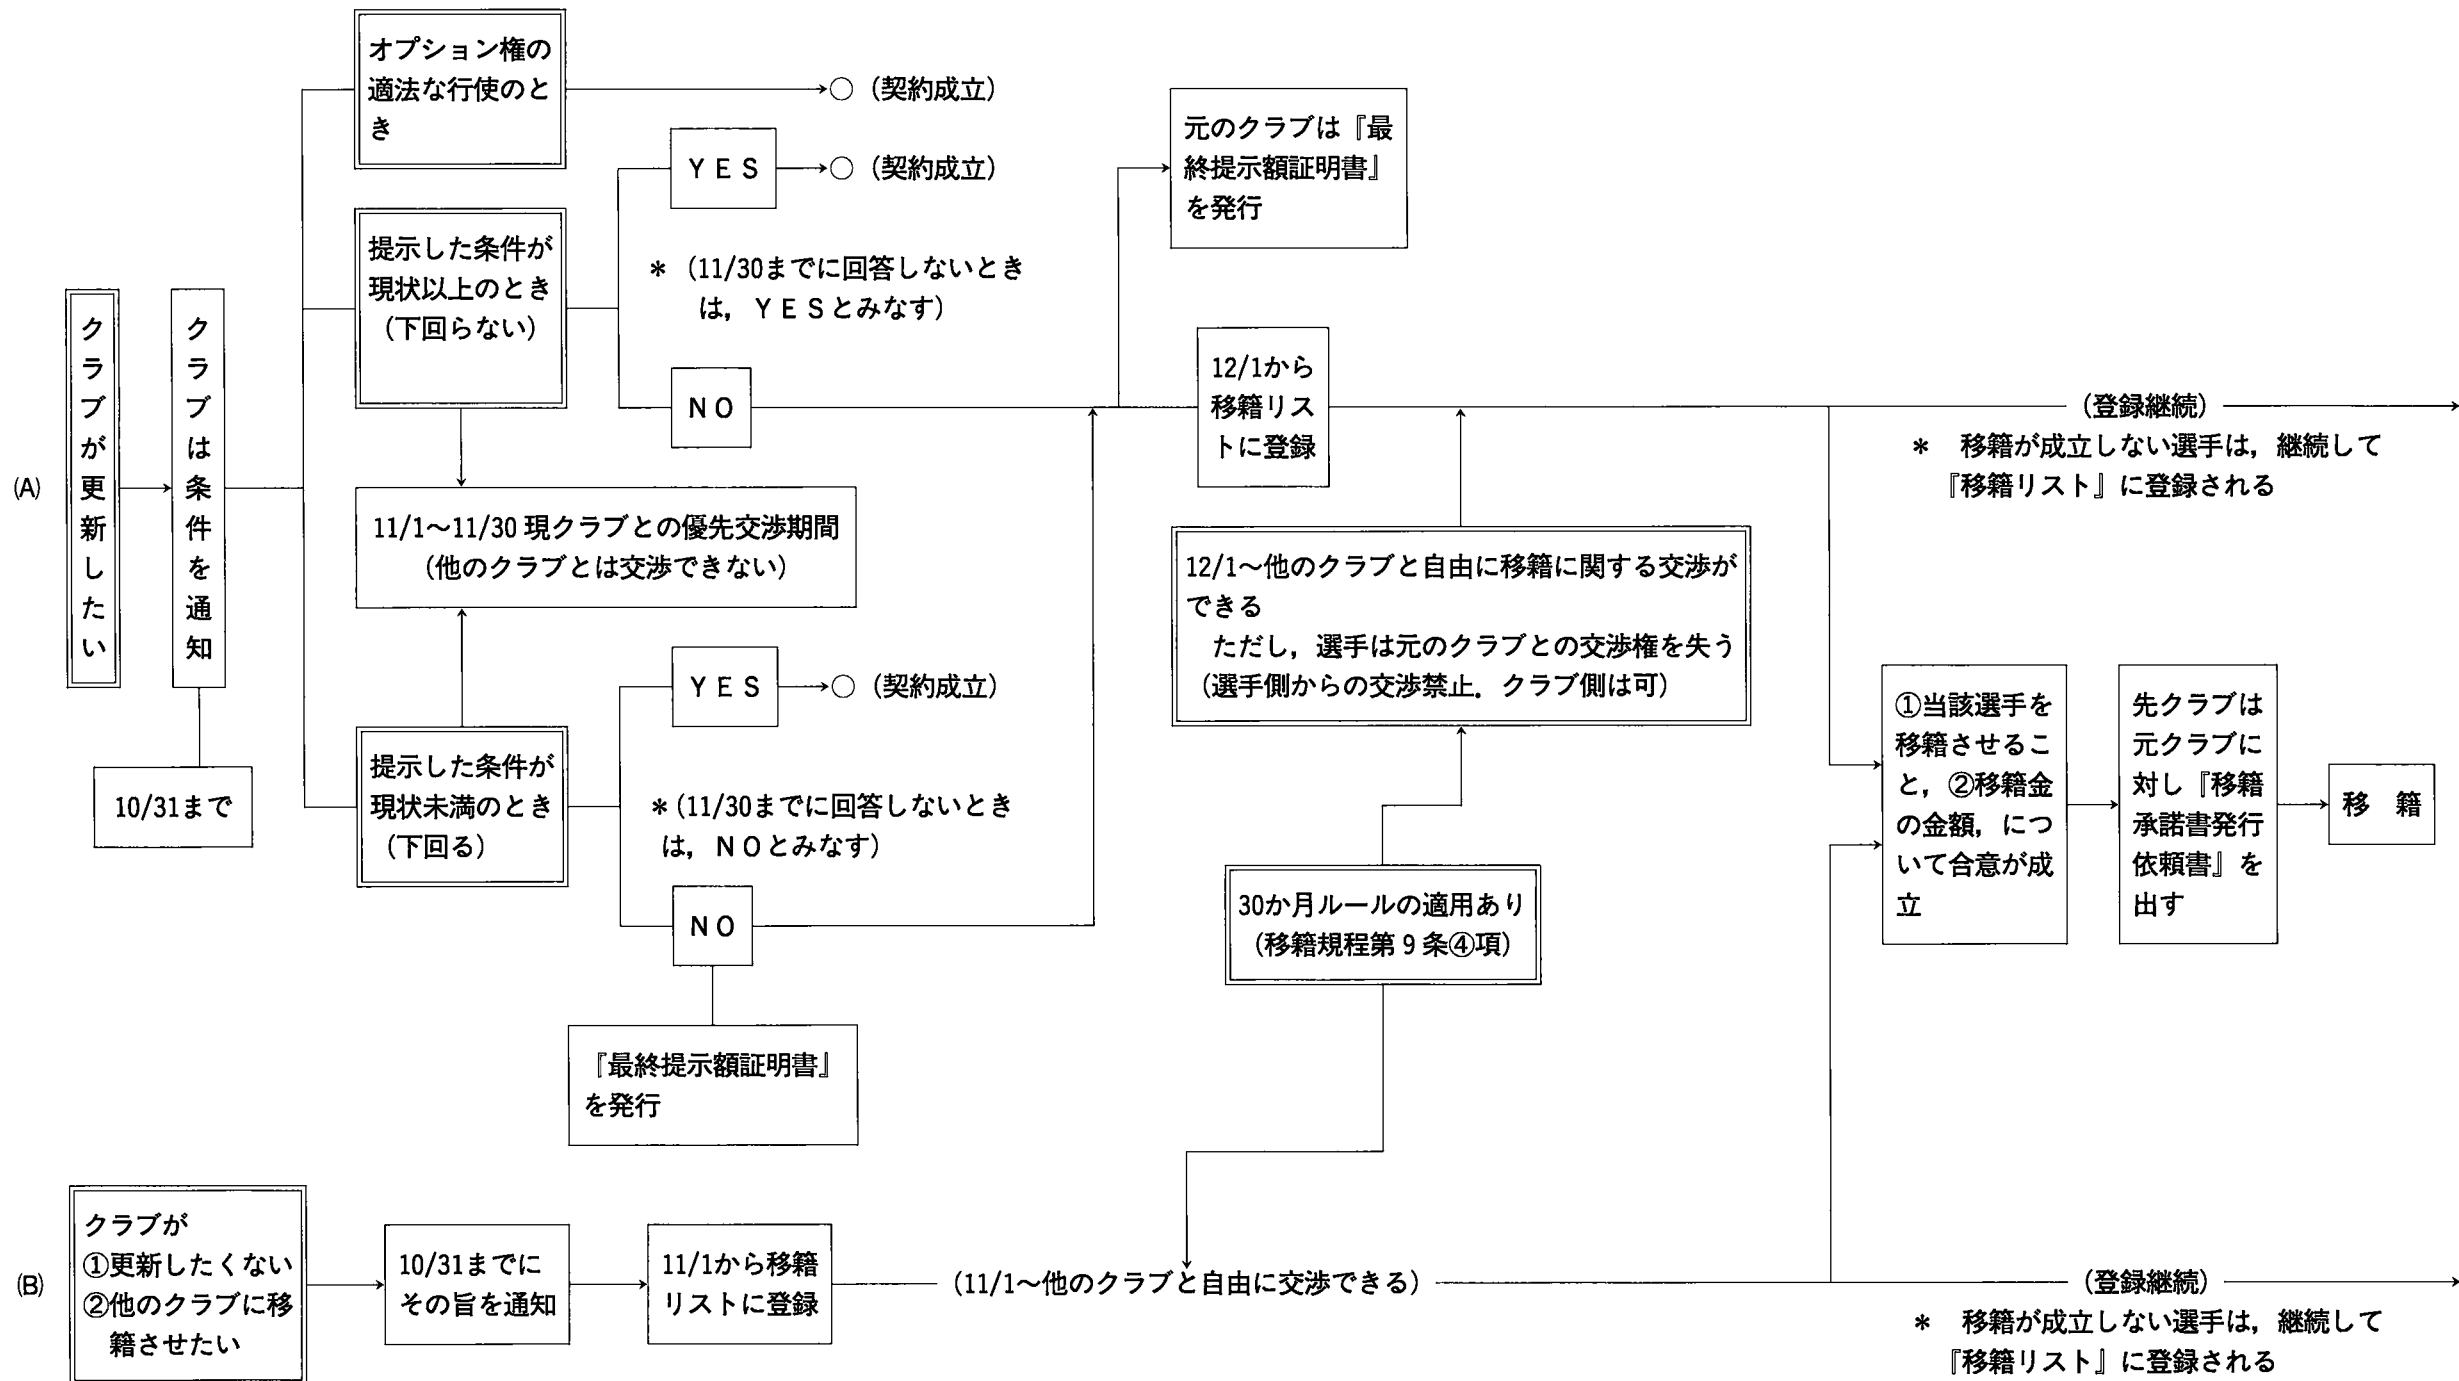 (A)
クラブが更新したい
クラブは条件を通知
10/31まで
オプション権の
適法な行使のと
き
○（契約成立）
提示した条件が
現状以上のとき
（下回らない）
ＹＥＳ
○（契約成立）
＊（11/30までに回答しないとき
は，ＹＥＳとみなす）
ＮＯ
11/1～11/30 現クラブとの優先交渉期間
（他のクラブとは交渉できない）
提示した条件が
現状未満のとき
（下回る）
ＹＥＳ
○（契約成立）
＊（11/30までに回答しないとき
は，ＮＯとみなす）
ＮＯ
『最終提示額証明書』
を発行
元のクラブは『最
終提示額証明書』
を発行
12/1から
移籍リス
トに登録
12/1～他のクラブと自由に移籍に関する交渉が
できる
ただし，選手は元のクラブとの交渉権を失う
（選手側からの交渉禁止．クラブ側は可）
30か月ルールの適用あり
（移籍規程第９条④項）
（登録継続）
＊　移籍が成立しない選手は，継続して
『移籍リスト』に登録される
①当該選手を
移籍させるこ
と，②移籍金
の金額，につ
いて合意が成
立
先クラブは
元クラブに
対し『移籍
承諾書発行
依頼書』を
出す
移　籍
(B)
クラブが
①更新したくない
②他のクラブに移
籍させたい
10/31までに
その旨を通知
11/1から移籍
リストに登録
（11/1～他のクラブと自由に交渉できる）
（登録継続）
＊　移籍が成立しない選手は，継続して
『移籍リスト』に登録される